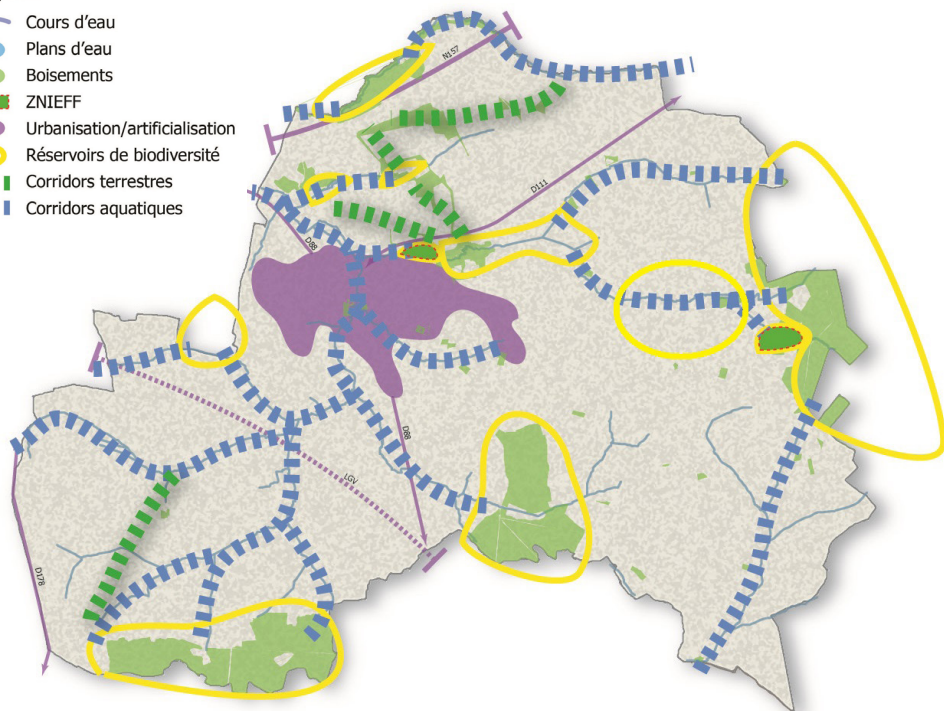 Cours d'eau
Plans d'eau
Boisements
ZNIEFF
Urbanisation/artificialisation
Réservoirs de biodiversité
Corridors terrestres
Corridors aquatiques
N157
D111
D88
D88
LGV
D178